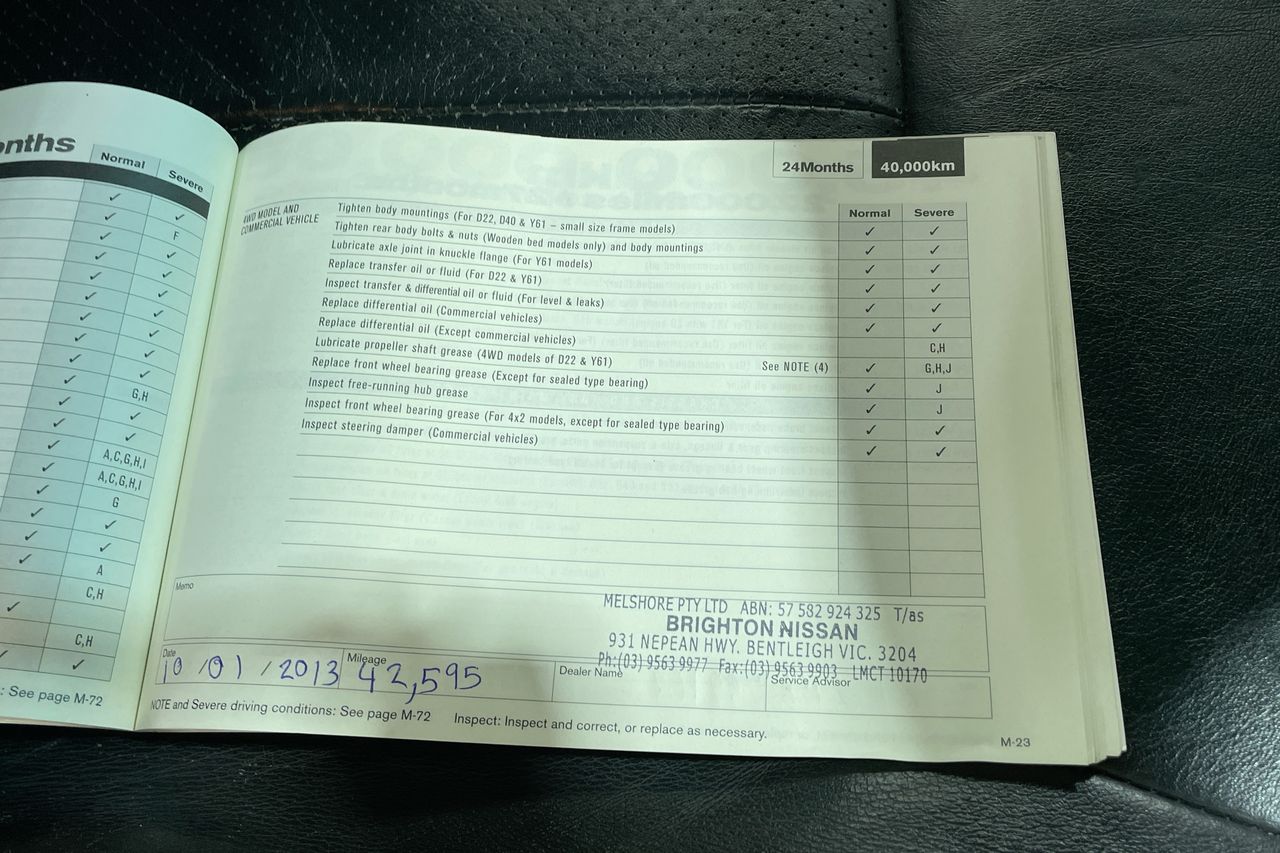 onths
Normal Severe
✓ ✓
✓ F
✓ ✓
✓ ✓
✓ ✓
✓ ✓
✓ ✓
✓ ✓
✓ G,H
✓ ✓
✓ ✓
✓ A,C,G,H,I
✓ A,C,G,H,I
✓ G
✓ ✓
✓ ✓
✓ A
C,H
✓
C,H
✓ ✓
: See page M-72
24Months 40,000km
Normal Severe
4WD MODEL AND
COMMERCIAL VEHICLE
Tighten body mountings (For D22, D40 & Y61 – small size frame models) ✓ ✓
Tighten rear body bolts & nuts (Wooden bed models only) and body mountings ✓ ✓
Lubricate axle joint in knuckle flange (For Y61 models) ✓ ✓
Replace transfer oil or fluid (For D22 & Y61) ✓ ✓
Inspect transfer & differential oil or fluid (For level & leaks) ✓ ✓
Replace differential oil (Commercial vehicles) ✓ ✓
Replace differential oil (Except commercial vehicles) C,H
Lubricate propeller shaft grease (4WD models of D22 & Y61) See NOTE (4) ✓ G,H,J
Replace front wheel bearing grease (Except for sealed type bearing) ✓ J
Inspect free-running hub grease ✓ J
Inspect front wheel bearing grease (For 4x2 models, except for sealed type bearing) ✓ ✓
Inspect steering damper (Commercial vehicles) ✓ ✓
Memo
MELSHORE PTY LTD ABN: 57 582 924 325 T/as
BRIGHTON NISSAN
931 NEPEAN HWY. BENTLEIGH VIC. 3204
Ph:(03) 9563 9977 Fax:(03) 9563 9903 LMCT 10170
Date Mileage Dealer Name Service Advisor
10 /01 / 2013 42,595
NOTE and Severe driving conditions: See page M-72 Inspect: Inspect and correct, or replace as necessary.
M-23